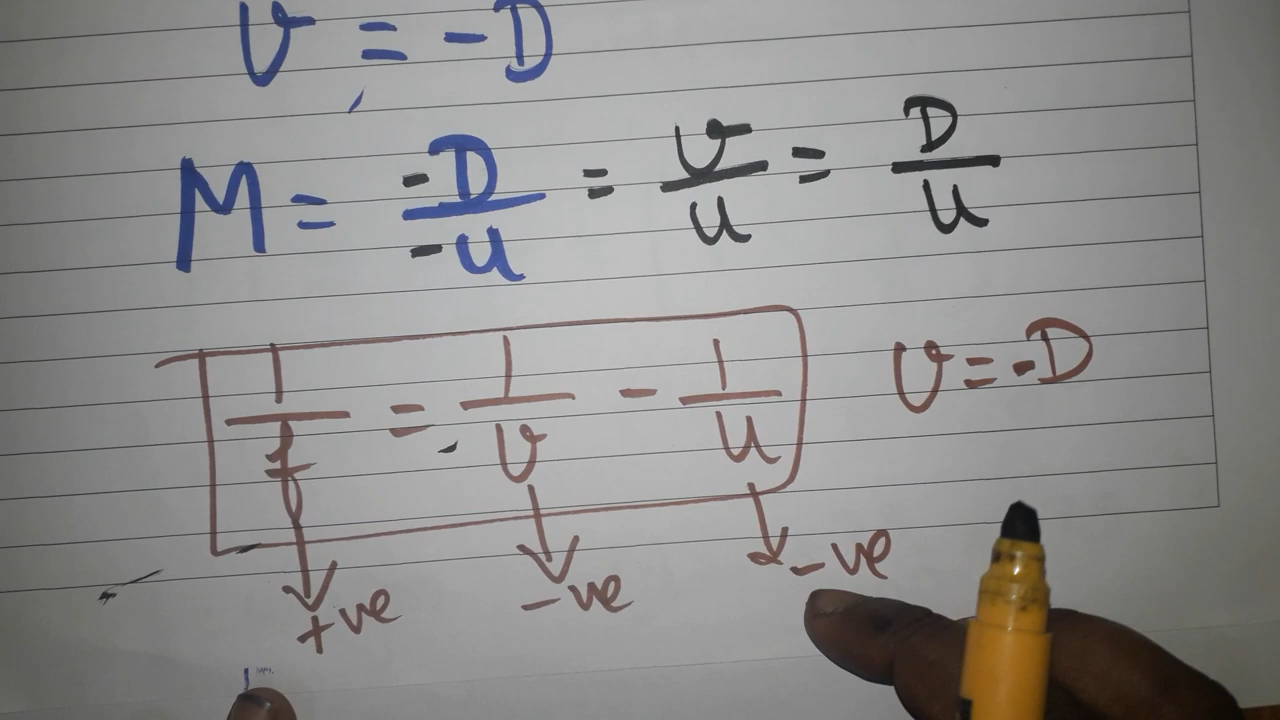 v = -D
M = -D/-u = v/u = D/u
1/f = 1/v - 1/u v = -D
+ve -ve -ve